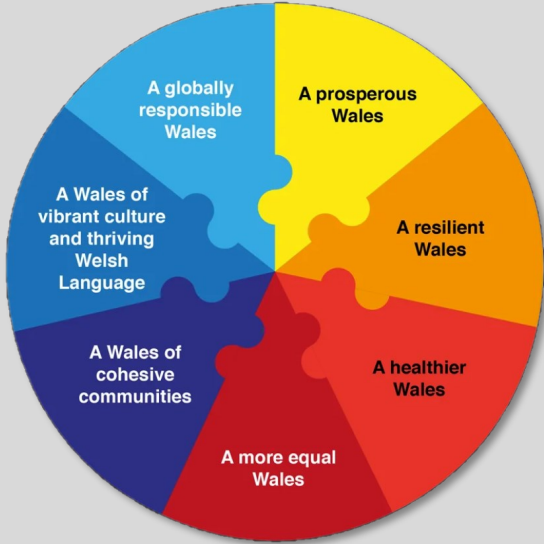 A prosperous
Wales
A resilient
Wales
A healthier
Wales
A more equal
Wales
A Wales of
cohesive
communities
A Wales of
vibrant culture
and thriving
Welsh
Language
A globally
responsible
Wales